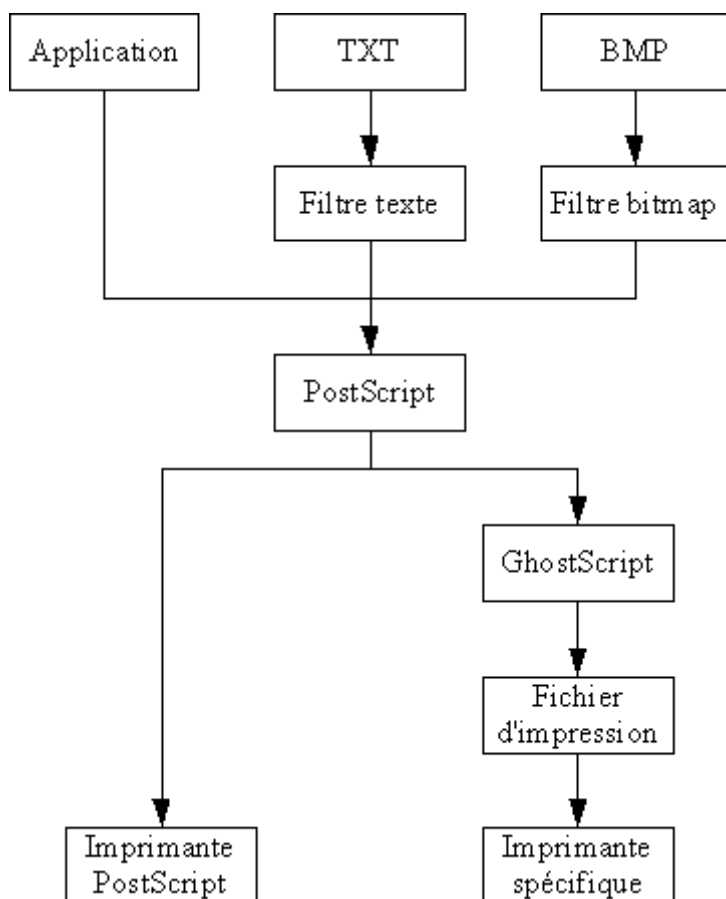 Application
TXT
BMP
Filtre texte
Filtre bitmap
PostScript
GhostScript
Fichier
d'impression
Imprimante
PostScript
Imprimante
spécifique